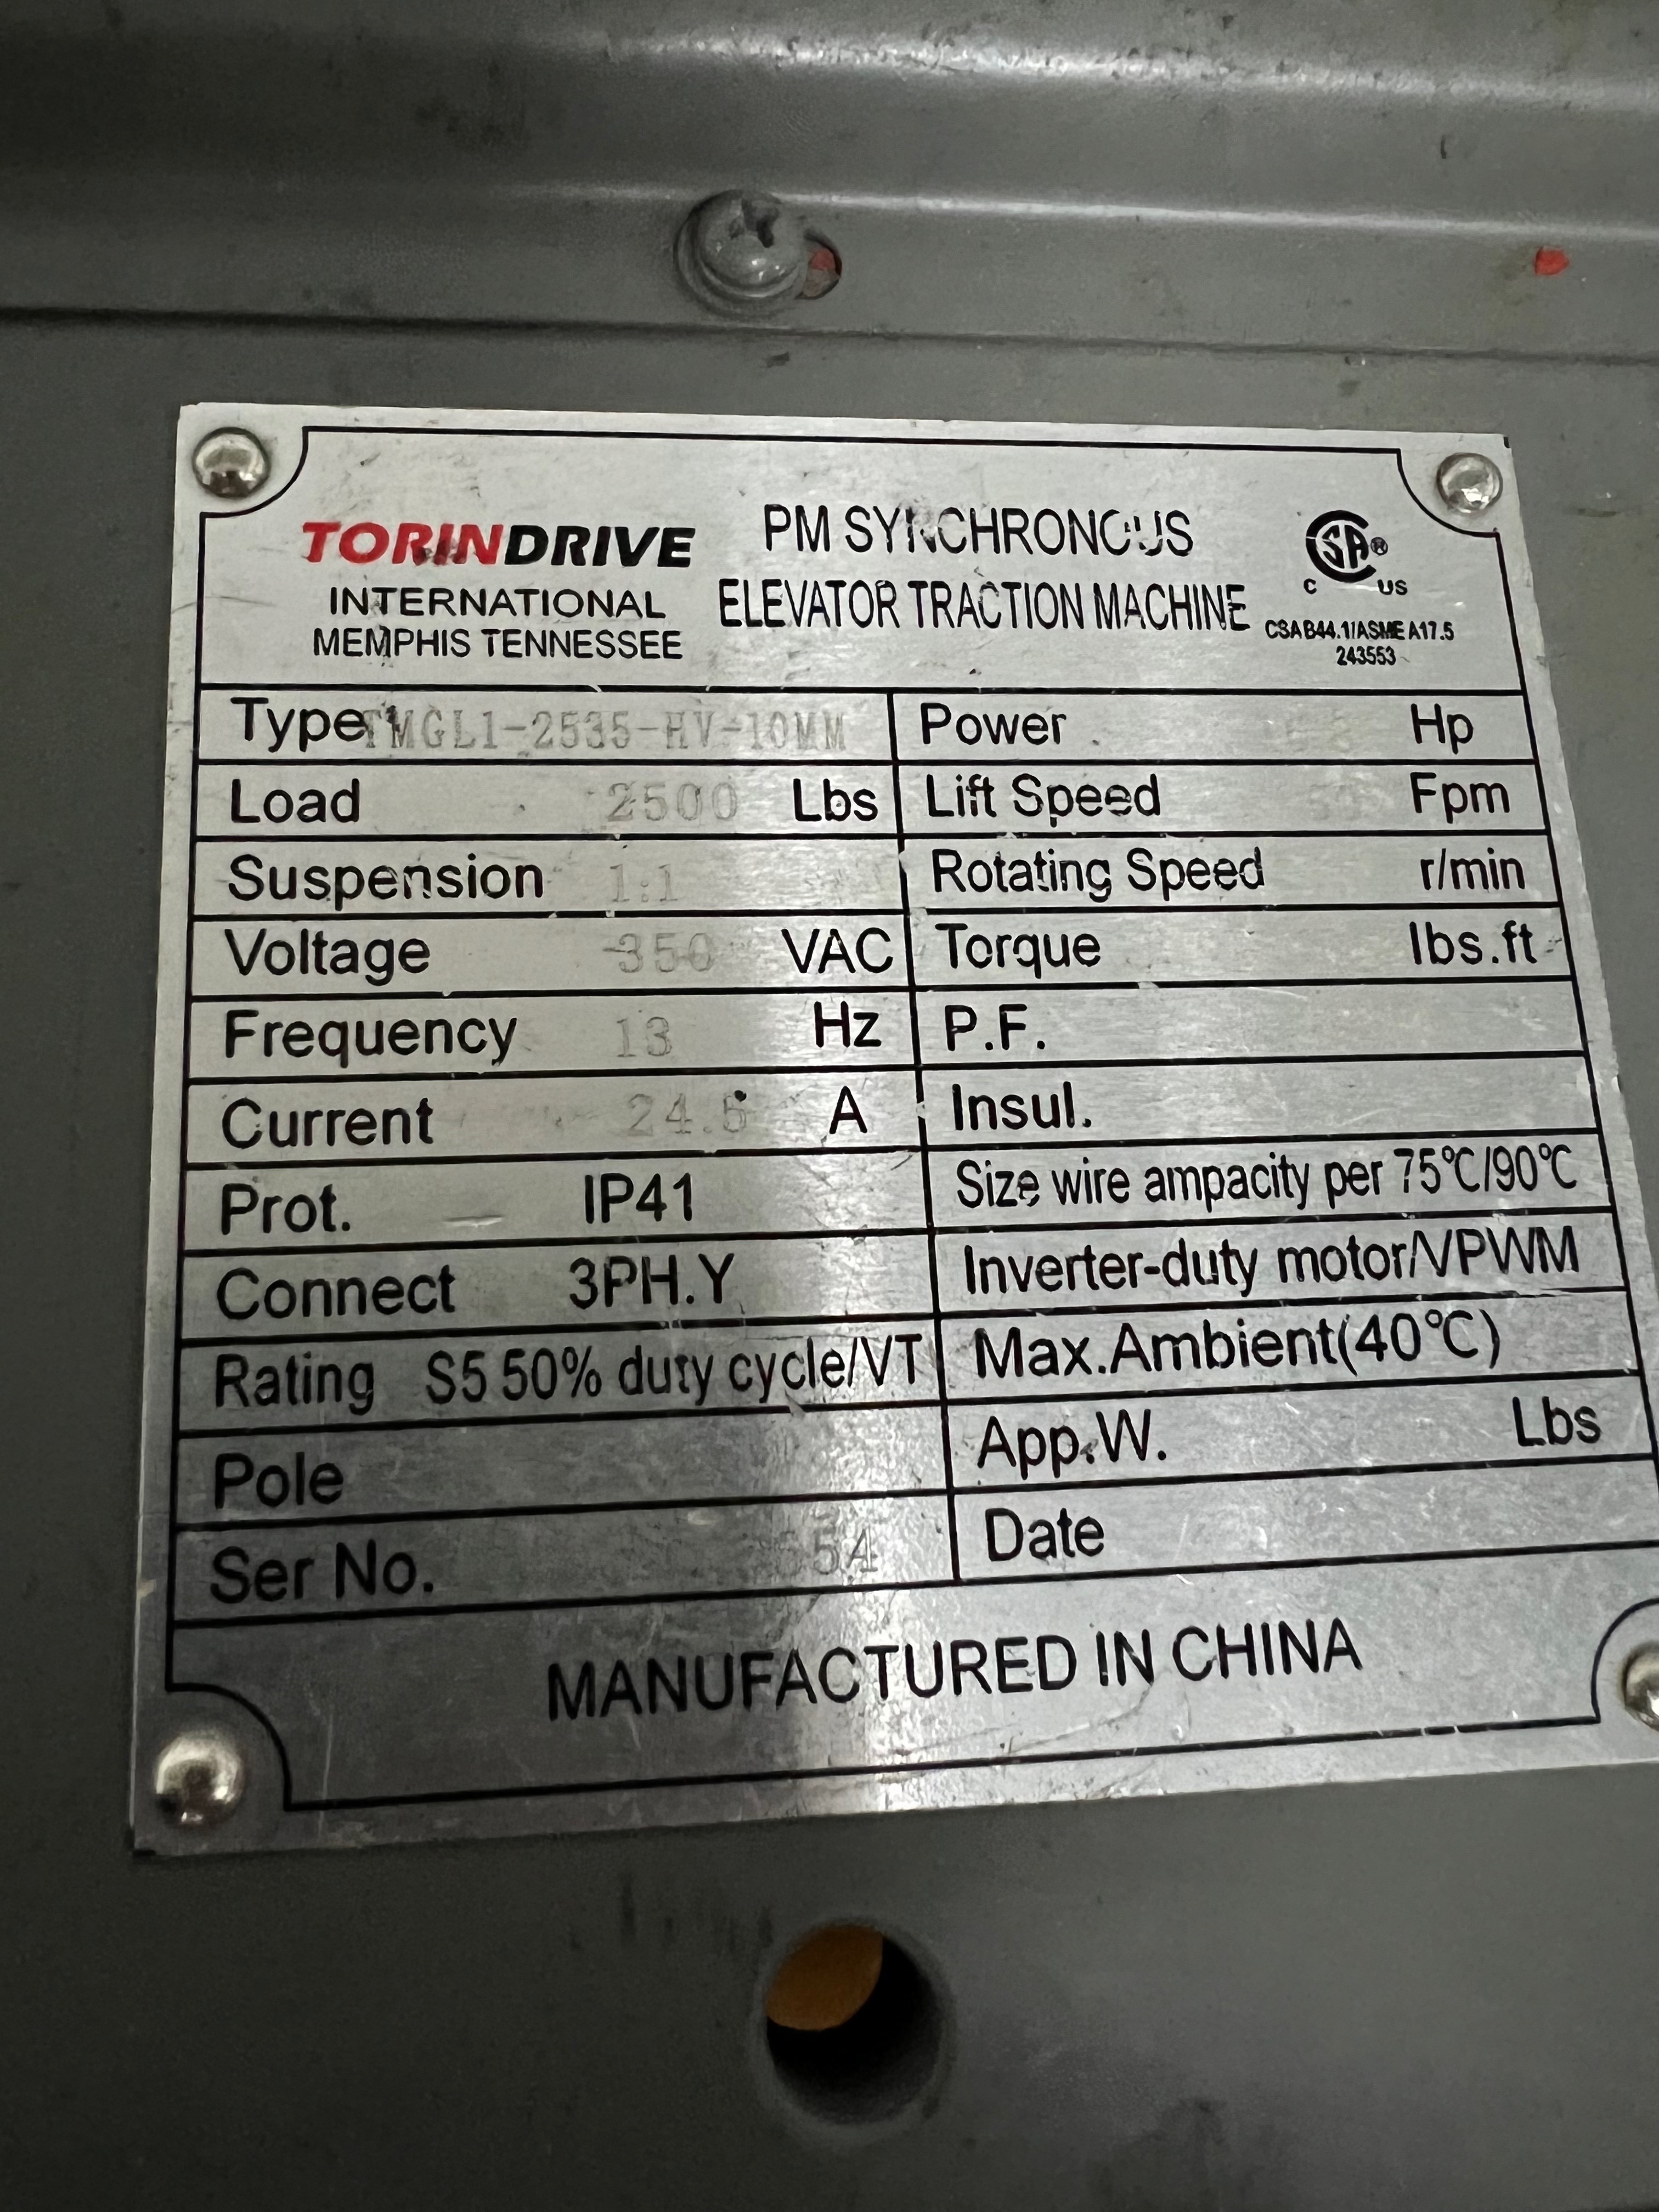 TORINDRIVE
INTERNATIONAL
MEMPHIS TENNESSEE
PM SYNCHRONOUS
ELEVATOR TRACTION MACHINE
CSA®
C US
CSA B44.1/ASME A17.5
243553
Type TMGL1-2535-HV-10MM Power Hp
Load 2500 Lbs Lift Speed Fpm
Suspension 1:1 Rotating Speed r/min
Voltage 350 VAC Torque lbs.ft
Frequency 13 Hz P.F.
Current 24.5 A Insul.
Prot. IP41 Size wire ampacity per 75°C/90°C
Connect 3PH.Y Inverter-duty motor/VPWM
Rating S5 50% duty cycle/VT Max.Ambient(40°C)
Pole App.W. Lbs
Ser No. Date
MANUFACTURED IN CHINA